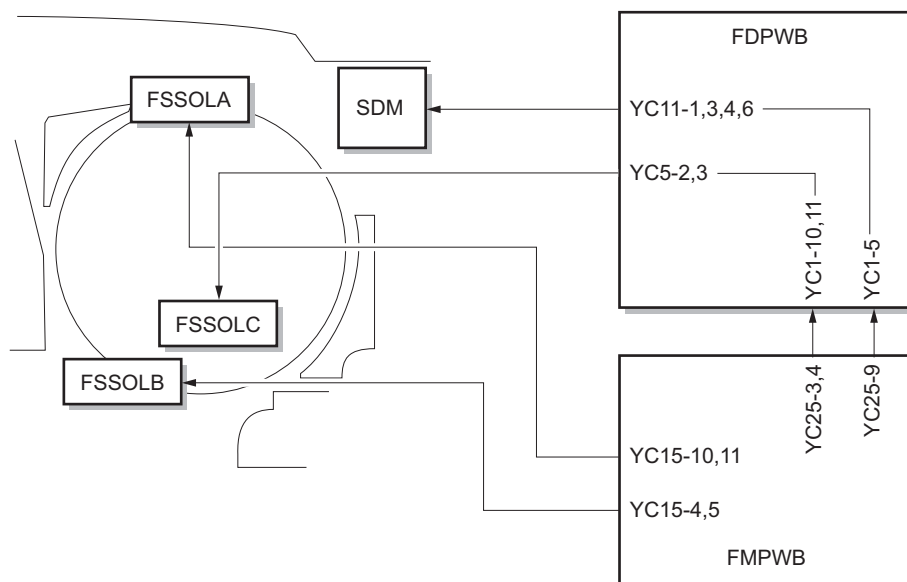 FDPWB
FSSOLA
SDM
YC11-1,3,4,6
YC5-2,3
YC1-10,11
YC1-5
FSSOLC
FSSOLB
YC25-3,4
YC25-9
YC15-10,11
YC15-4,5
FMPWB